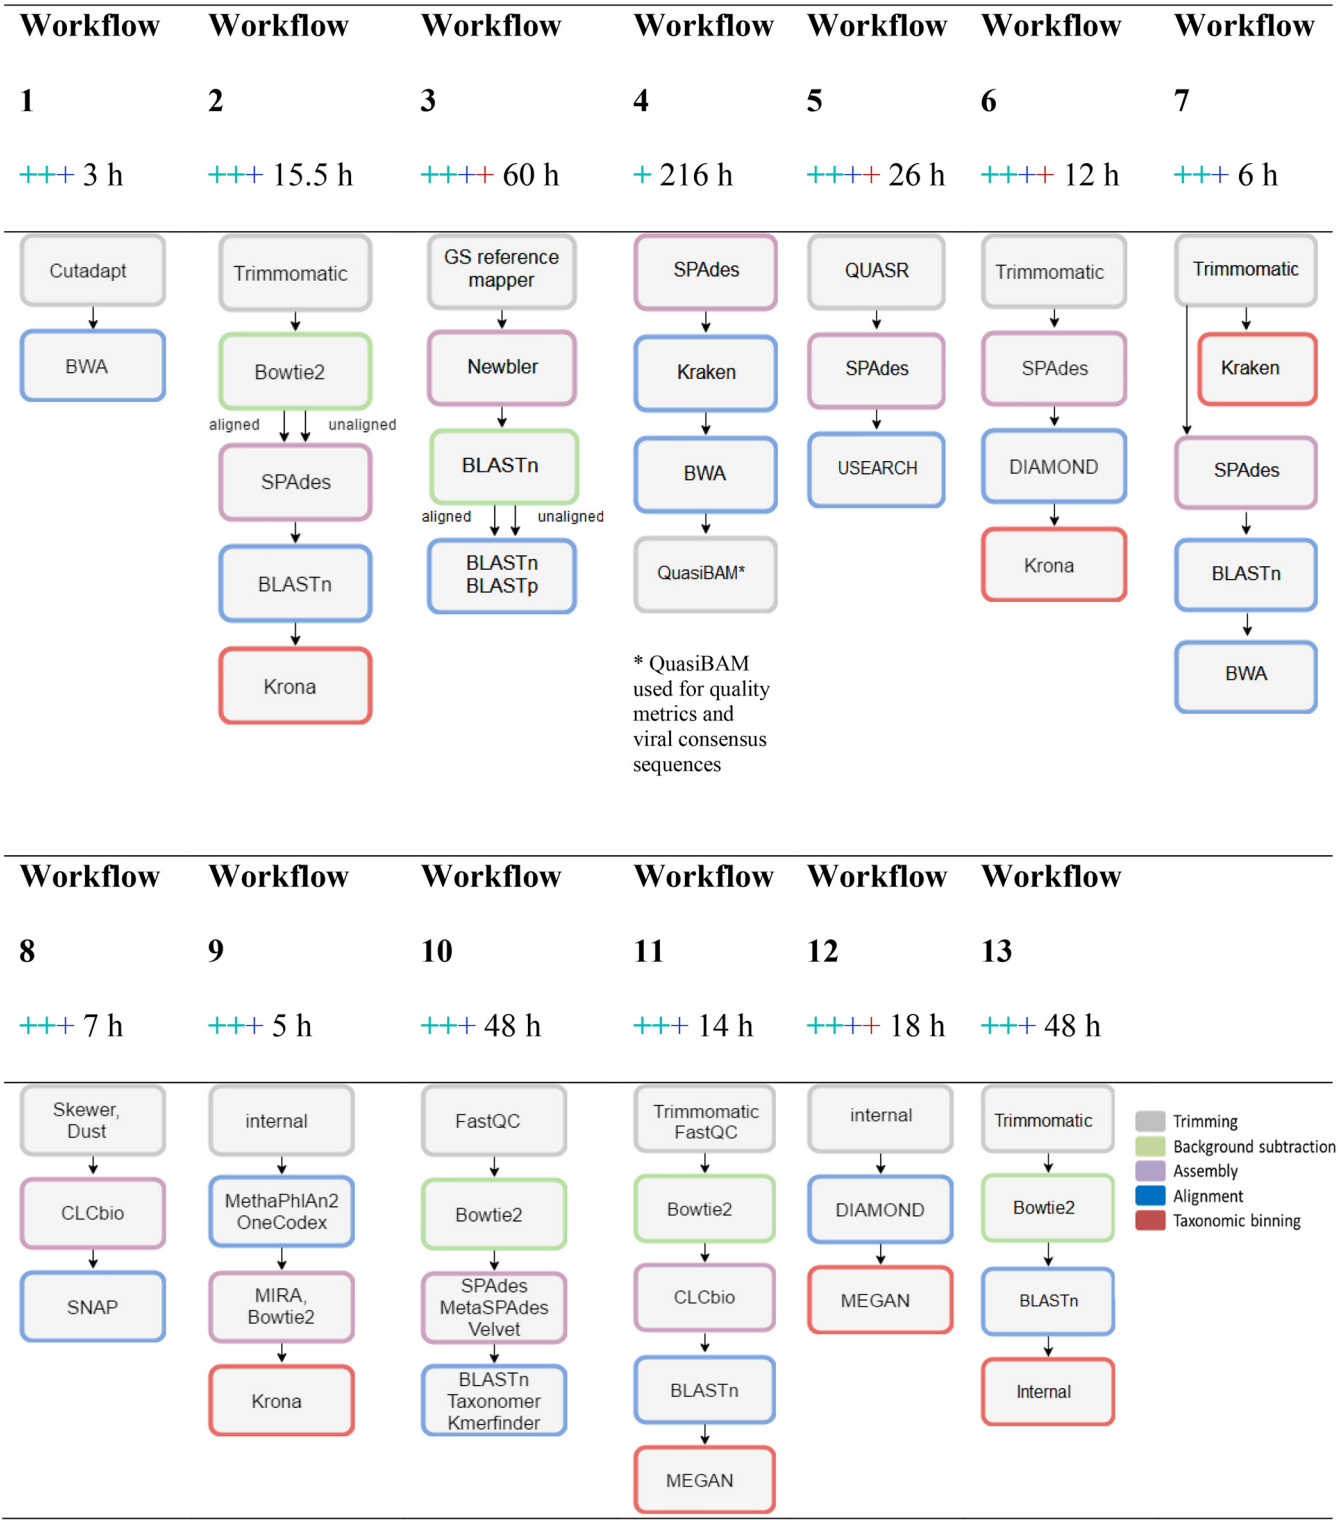 Workflow Workflow Workflow Workflow Workflow Workflow Workflow
1 2 3 4 5 6 7
+++ 3 h +++ 15.5 h ++++ 60 h + 216 h ++++ 26 h ++++ 12 h +++ 6 h
Cutadapt
BWA
Trimmomatic
Bowtie2
aligned unaligned
SPAdes
BLASTn
Krona
GS reference
mapper
Newbler
BLASTn
aligned unaligned
BLASTn
BLASTp
SPAdes
Kraken
BWA
QuasiBAM*
* QuasiBAM
used for quality
metrics and
viral consensus
sequences
QUASR
SPAdes
USEARCH
Trimmomatic
SPAdes
DIAMOND
Krona
Trimmomatic
Kraken
SPAdes
BLASTn
BWA
Workflow Workflow Workflow Workflow Workflow Workflow
8 9 10 11 12 13
+++ 7 h +++ 5 h +++ 48 h +++ 14 h ++++ 18 h +++ 48 h
Skewer,
Dust
CLCbio
SNAP
internal
MethaPhlAn2
OneCodex
MIRA,
Bowtie2
Krona
FastQC
Bowtie2
SPAdes
MetaSPAdes
Velvet
BLASTn
Taxonomer
Kmerfinder
Trimmomatic
FastQC
Bowtie2
CLCbio
BLASTn
MEGAN
internal
DIAMOND
MEGAN
Trimmomatic
Bowtie2
BLASTn
Internal
Trimming
Background subtraction
Assembly
Alignment
Taxonomic binning